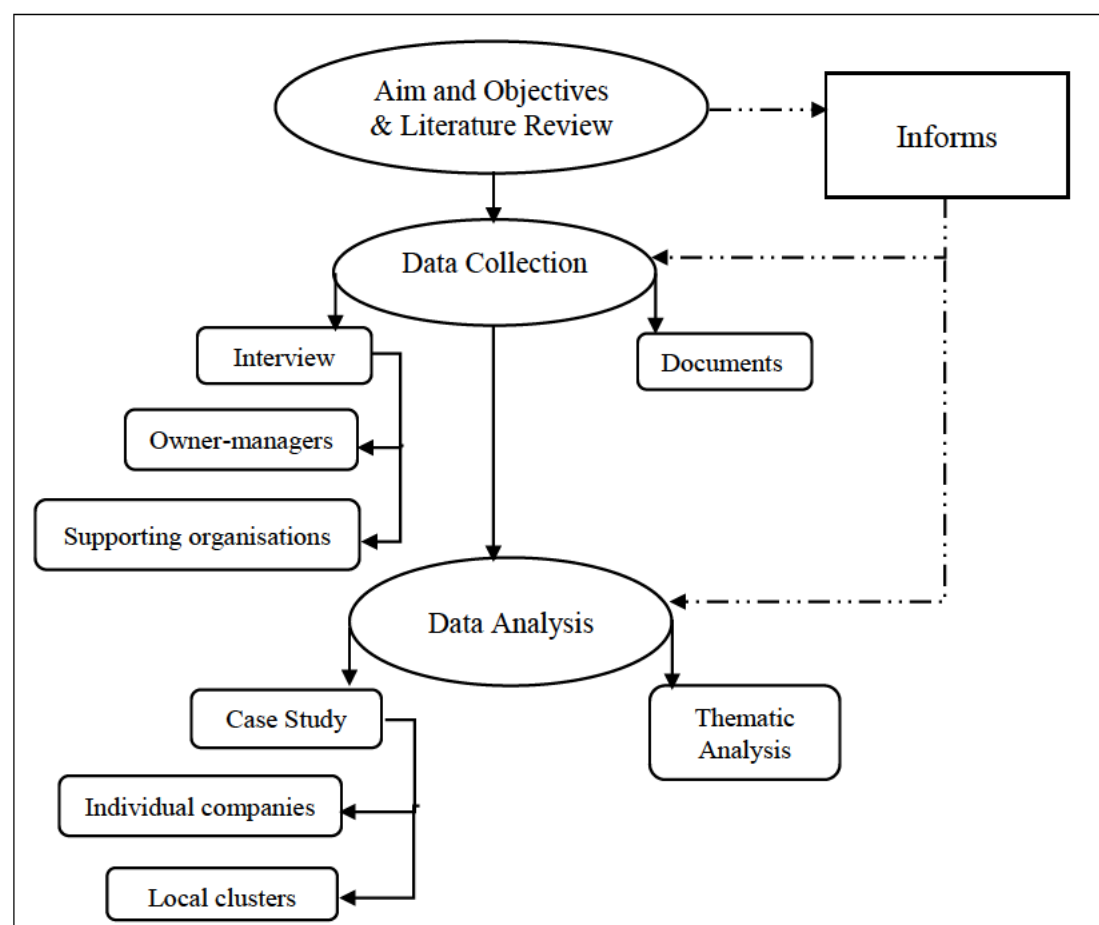 Aim and Objectives
& Literature Review
Informs
Data Collection
Interview
Documents
Owner-managers
Supporting organisations
Data Analysis
Case Study
Thematic
Analysis
Individual companies
Local clusters